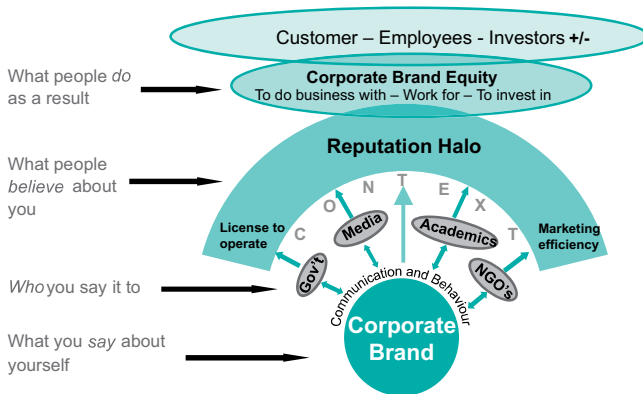 Customer – Employees - Investors +/-
What people do
as a result
Corporate Brand Equity
To do business with – Work for – To invest in
What people
believe about
you
Reputation Halo
C O N T E X T
License to
operate
Marketing
efficiency
Gov't
Media
Academics
NGO's
Who you say it to
Communication and Behaviour
What you say about
yourself
Corporate
Brand